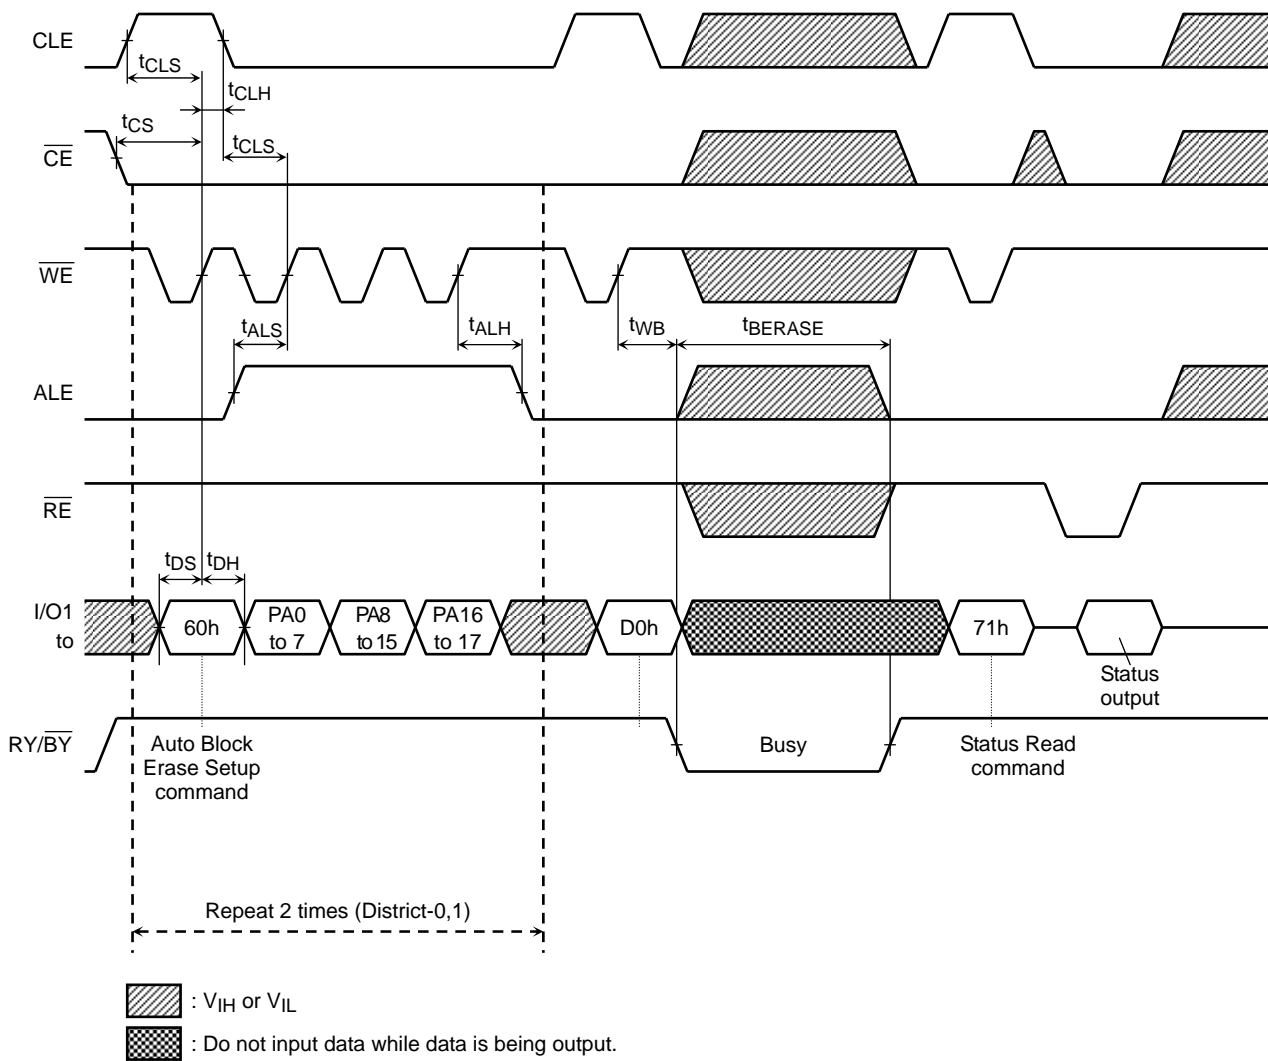 CLE
tCLS
tCLH
tCS
tCLS
CE
WE
tALS
tALH
tWB
tBERASE
ALE
RE
tDS
tDH
I/O1
to
60h
PA0
to 7
PA8
to 15
PA16
to 17
D0h
71h
Status
output
RY/BY
Auto Block
Erase Setup
command
Busy
Status Read
command
Repeat 2 times (District-0,1)
: VIH or VIL
: Do not input data while data is being output.